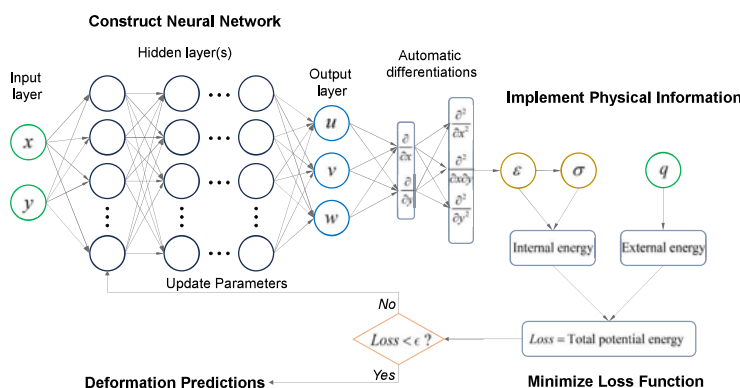 Construct Neural Network
Hidden layer(s)
Automatic
differentiations
Input
layer
Output
layer
Implement Physical Information
x
y
u
v
w
∂/∂x
∂/∂y
∂²/∂x²
∂²/∂x∂y
∂²/∂y²
ε
σ
q
Internal energy
External energy
Update Parameters
No
Loss < ϵ ?
Loss = Total potential energy
Yes
Deformation Predictions
Minimize Loss Function